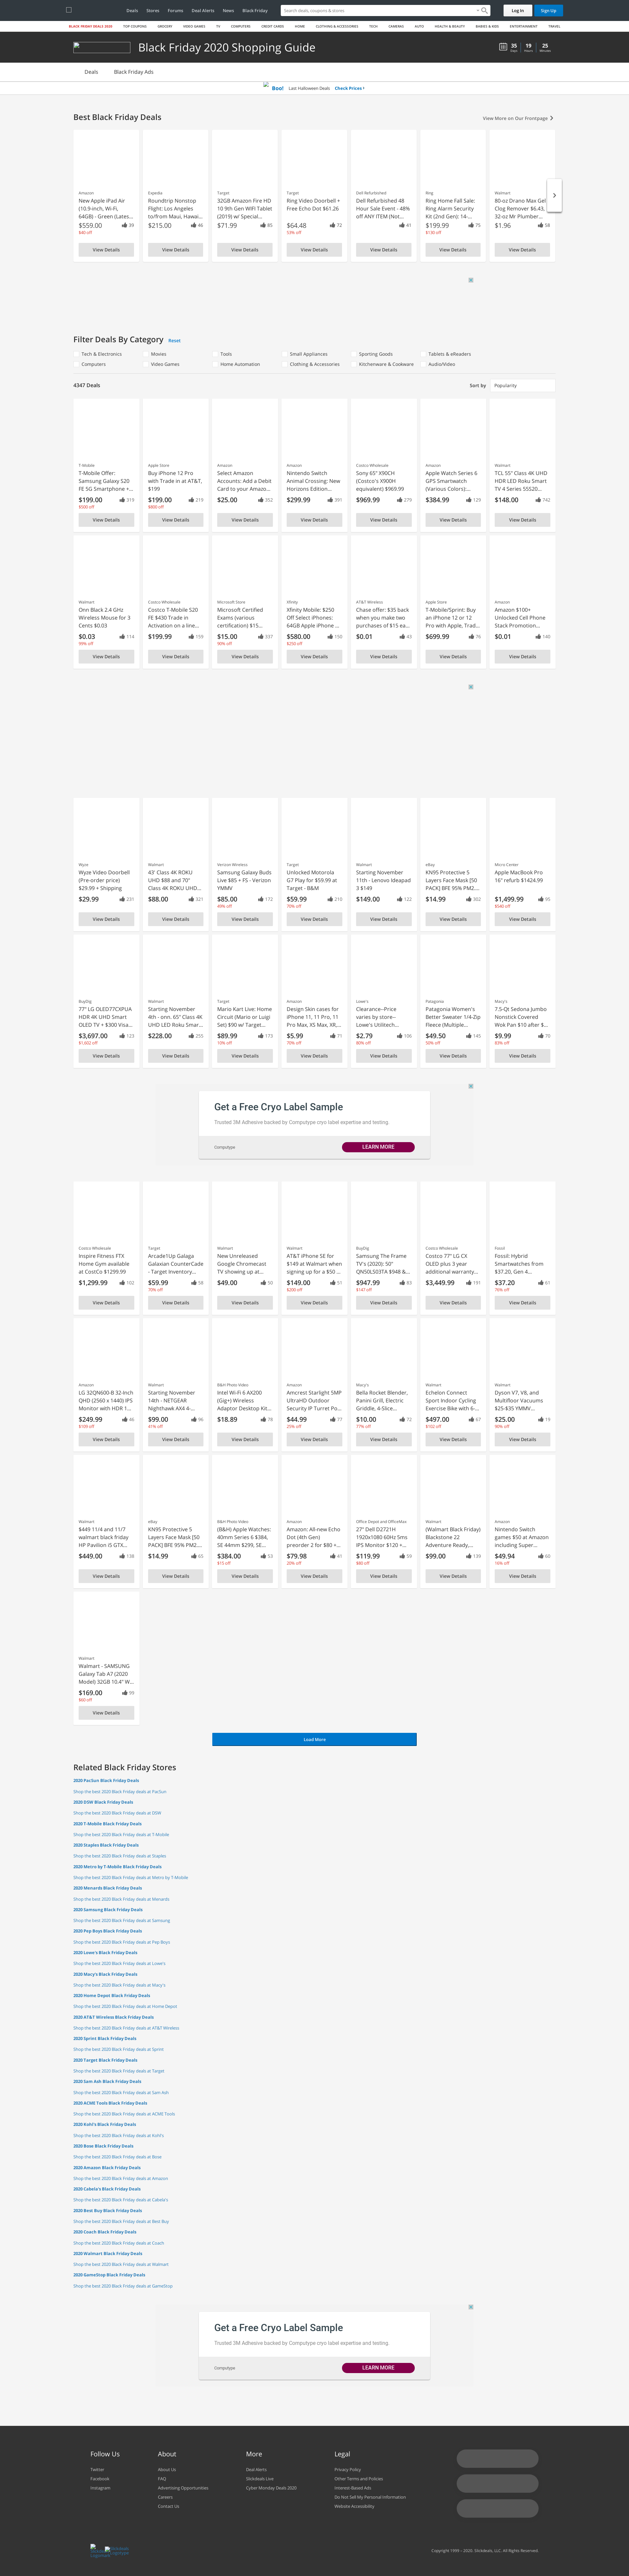 Deals Stores Forums Deal Alerts News Black Friday Search deals, coupons & stores Log In Sign Up
BLACK FRIDAY DEALS 2020 TOP COUPONS GROCERY VIDEO GAMES TV COMPUTERS CREDIT CARDS HOME CLOTHING & ACCESSORIES TECH CAMERAS AUTO HEALTH & BEAUTY BABIES & KIDS ENTERTAINMENT TRAVEL
Black Friday 2020 Shopping Guide
35 19 25
Days Hours Minutes
Deals Black Friday Ads
Boo! Last Halloween Deals Check Prices ›
Best Black Friday Deals
View More on Our Frontpage
Amazon
New Apple iPad Air (10.9-inch, Wi-Fi, 64GB) - Green (Lates...
$559.00 39
$40 off
View Details
Expedia
Roundtrip Nonstop Flight: Los Angeles to/from Maui, Hawai...
$215.00 46
View Details
Target
32GB Amazon Fire HD 10 9th Gen WIFI Tablet (2019) w/ Special...
$71.99 85
View Details
Target
Ring Video Doorbell + Free Echo Dot $61.26
$64.48 72
53% off
View Details
Dell Refurbished
Dell Refurbished 48 Hour Sale Event - 48% off ANY ITEM (Not...
41
View Details
Ring
Ring Home Fall Sale: Ring Alarm Security Kit (2nd Gen): 14-...
$199.99 75
$130 off
View Details
Walmart
80-oz Drano Max Gel Clog Remover $6.43, 32-oz Mr Plumber...
$1.96 58
View Details
Filter Deals By Category Reset
Tech & Electronics Movies Tools Small Appliances Sporting Goods Tablets & eReaders
Computers Video Games Home Automation Clothing & Accessories Kitchenware & Cookware Audio/Video
4347 Deals
Sort by Popularity
T-Mobile
T-Mobile Offer: Samsung Galaxy S20 FE 5G Smartphone +...
$199.00 319
$500 off
View Details
Apple Store
Buy iPhone 12 Pro with Trade in at AT&T, $199
$199.00 219
$800 off
View Details
Amazon
Select Amazon Accounts: Add a Debit Card to your Amazo...
$25.00 352
View Details
Amazon
Nintendo Switch Animal Crossing: New Horizons Edition...
$299.99 391
View Details
Costco Wholesale
Sony 65" X90CH (Costco's X900H equivalent) $969.99
$969.99 279
View Details
Amazon
Apple Watch Series 6 GPS Smartwatch (Various Colors):...
$384.99 129
View Details
Walmart
TCL 55" Class 4K UHD HDR LED Roku Smart TV 4 Series 55S20...
$148.00 742
View Details
Walmart
Onn Black 2.4 GHz Wireless Mouse for 3 Cents $0.03
$0.03 114
99% off
View Details
Costco Wholesale
Costco T-Mobile S20 FE $430 Trade in Activation on a line...
$199.99 159
View Details
Microsoft Store
Microsoft Certified Exams (various certification) $15...
$15.00 337
90% off
View Details
Xfinity
Xfinity Mobile: $250 Off Select iPhones: 64GB Apple iPhone ...
$580.00 150
$250 off
View Details
AT&T Wireless
Chase offer: $35 back when you make two purchases of $15 ea...
$0.01 43
View Details
Apple Store
T-Mobile/Sprint: Buy an iPhone 12 or 12 Pro with Apple, Trad...
$699.99 76
View Details
Amazon
Amazon $100+ Unlocked Cell Phone Stack Promotion...
$0.01 140
View Details
Wyze
Wyze Video Doorbell (Pre-order price) $29.99 + Shipping
$29.99 231
View Details
Walmart
43' Class 4K ROKU UHD $88 and 70" Class 4K ROKU UHD...
$88.00 321
View Details
Verizon Wireless
Samsung Galaxy Buds Live $85 + FS - Verizon YMMV
$85.00 172
49% off
View Details
Target
Unlocked Motorola G7 Play for $59.99 at Target - B&M
$59.99 210
70% off
View Details
Walmart
Starting November 11th - Lenovo Ideapad 3 $149
$149.00 122
View Details
eBay
KN95 Protective 5 Layers Face Mask [50 PACK] BFE 95% PM2....
$14.99 302
View Details
Micro Center
Apple MacBook Pro 16" refurb $1424.99
$1,499.99 95
$340 off
View Details
BuyDig
77" LG OLED77CXPUA HDR 4K UHD Smart OLED TV + $300 Visa...
$3,697.00 123
$1,002 off
View Details
Walmart
Starting November 4th - onn. 65" Class 4K UHD LED Roku Smar...
$228.00 255
View Details
Target
Mario Kart Live: Home Circuit (Mario or Luigi Set) $90 w/ Target...
$89.99 173
10% off
View Details
Amazon
Design Skin cases for iPhone 11, 11 Pro, 11 Pro Max, XS Max, XR,...
$5.99 71
70% off
View Details
Lowe's
Clearance--Price varies by store--Lowe's Utilitech...
$2.79 106
80% off
View Details
Patagonia
Patagonia Women's Better Sweater 1/4-Zip Fleece (Multiple...
$49.50 145
50% off
View Details
Macy's
7.5-Qt Sedona Jumbo Nonstick Covered Wok Pan $10 after $...
$9.99 70
83% off
View Details
Get a Free Cryo Label Sample
Trusted 3M Adhesive backed by Computype cryo label expertise and testing.
Computype LEARN MORE
Costco Wholesale
Inspire Fitness FTX Home Gym available at CostCo $1299.99
$1,299.99 102
View Details
Target
Arcade1Up Galaga Galaxian CounterCade - Target Inventory...
$59.99 58
70% off
View Details
Walmart
New Unreleased Google Chromecast TV showing up at...
$49.00 50
View Details
Walmart
AT&T iPhone SE for $149 at Walmart when signing up for a $50 ...
$149.00 51
$200 off
View Details
BuyDig
Samsung The Frame TV's (2020): 50" QN50LS03TA $948 &...
$947.99 83
$147 off
View Details
Costco Wholesale
Costco 77" LG CX OLED plus 3 year additional warranty...
$3,449.99 191
View Details
Fossil
Fossil: Hybrid Smartwatches from $37.20, Gen 4...
$37.20 61
76% off
View Details
Amazon
LG 32QN600-B 32-Inch QHD (2560 x 1440) IPS Monitor with HDR 1...
$249.99 46
$100 off
View Details
Walmart
Starting November 14th - NETGEAR Nighthawk AX4 4-...
$99.00 96
41% off
View Details
B&H Photo Video
Intel Wi-Fi 6 AX200 (Gig+) Wireless Adaptor Desktop Kit...
$18.89 76
View Details
Amazon
Amcrest Starlight 5MP UltraHD Outdoor Security IP Turret Po...
$44.99 77
25% off
View Details
Macy's
Bella Rocket Blender, Panini Grill, Electric Griddle, 4-Slice...
$10.00 72
77% off
View Details
Walmart
Echelon Connect Sport Indoor Cycling Exercise Bike with 6-...
$497.00 67
$102 off
View Details
Walmart
Dyson V7, V8, and Multifloor Vacuums $25-$35 YMMV...
$25.00 19
90% off
View Details
Walmart
$449 11/4 and 11/7 walmart black friday HP Pavilion i5 GTX...
$449.00 138
View Details
eBay
KN95 Protective 5 Layers Face Mask [50 PACK] BFE 95% PM2....
$14.99 60
View Details
B&H Photo Video
(B&H) Apple Watches: 40mm Series 6 $384, SE 44mm $299, SE...
$384.00 53
$15 off
View Details
Amazon
Amazon: All-new Echo Dot (4th Gen) preorder 2 for $80 +...
$79.98 41
20% off
View Details
Office Depot and OfficeMax
27" Dell D2721H 1920x1080 60Hz 5ms IPS Monitor $120 +...
$119.99 59
$80 off
View Details
Walmart
(Walmart Black Friday) Blackstone 22 Adventure Ready,...
$99.00 139
View Details
Amazon
Nintendo Switch games $50 at Amazon including Super...
$49.94 60
16% off
View Details
Walmart
Walmart - SAMSUNG Galaxy Tab A7 (2020 Model) 32GB 10.4" W...
$169.00 99
$60 off
View Details
Load More
Related Black Friday Stores
2020 PacSun Black Friday Deals
Shop the best 2020 Black Friday deals at PacSun
2020 DSW Black Friday Deals
Shop the best 2020 Black Friday deals at DSW
2020 T-Mobile Black Friday Deals
Shop the best 2020 Black Friday deals at T-Mobile
2020 Staples Black Friday Deals
Shop the best 2020 Black Friday deals at Staples
2020 Metro by T-Mobile Black Friday Deals
Shop the best 2020 Black Friday deals at Metro by T-Mobile
2020 Menards Black Friday Deals
Shop the best 2020 Black Friday deals at Menards
2020 Samsung Black Friday Deals
Shop the best 2020 Black Friday deals at Samsung
2020 Pep Boys Black Friday Deals
Shop the best 2020 Black Friday deals at Pep Boys
2020 Lowe's Black Friday Deals
Shop the best 2020 Black Friday deals at Lowe's
2020 Macy's Black Friday Deals
Shop the best 2020 Black Friday deals at Macy's
2020 Home Depot Black Friday Deals
Shop the best 2020 Black Friday deals at Home Depot
2020 AT&T Wireless Black Friday Deals
Shop the best 2020 Black Friday deals at AT&T Wireless
2020 Sprint Black Friday Deals
Shop the best 2020 Black Friday deals at Sprint
2020 Target Black Friday Deals
Shop the best 2020 Black Friday deals at Target
2020 Sam Ash Black Friday Deals
Shop the best 2020 Black Friday deals at Sam Ash
2020 ACME Tools Black Friday Deals
Shop the best 2020 Black Friday deals at ACME Tools
2020 Kohl's Black Friday Deals
Shop the best 2020 Black Friday deals at Kohl's
2020 Bose Black Friday Deals
Shop the best 2020 Black Friday deals at Bose
2020 Amazon Black Friday Deals
Shop the best 2020 Black Friday deals at Amazon
2020 Cabela's Black Friday Deals
Shop the best 2020 Black Friday deals at Cabela's
2020 Best Buy Black Friday Deals
Shop the best 2020 Black Friday deals at Best Buy
2020 Coach Black Friday Deals
Shop the best 2020 Black Friday deals at Coach
2020 Walmart Black Friday Deals
Shop the best 2020 Black Friday deals at Walmart
2020 GameStop Black Friday Deals
Shop the best 2020 Black Friday deals at GameStop
Get a Free Cryo Label Sample
Trusted 3M Adhesive backed by Computype cryo label expertise and testing.
Computype LEARN MORE
Follow Us
Twitter
Facebook
Instagram
About
About Us
FAQ
Advertising Opportunities
Careers
Contact Us
More
Deal Alerts
Slickdeals Live
Cyber Monday Deals 2020
Legal
Privacy Policy
Other Terms and Policies
Interest-Based Ads
Do Not Sell My Personal Information
Website Accessibility
Copyright 1999 - 2020. Slickdeals, LLC. All Rights Reserved.